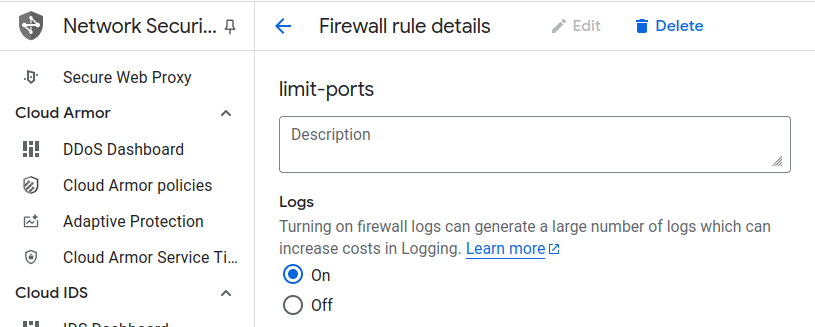 Network Securi...
Firewall rule details
Edit
Delete
Secure Web Proxy
Cloud Armor
DDoS Dashboard
Cloud Armor policies
Adaptive Protection
Cloud Armor Service Ti...
Cloud IDS
IDS Dashboard
limit-ports
Description
Logs
Turning on firewall logs can generate a large number of logs which can
increase costs in Logging. Learn more
On
Off